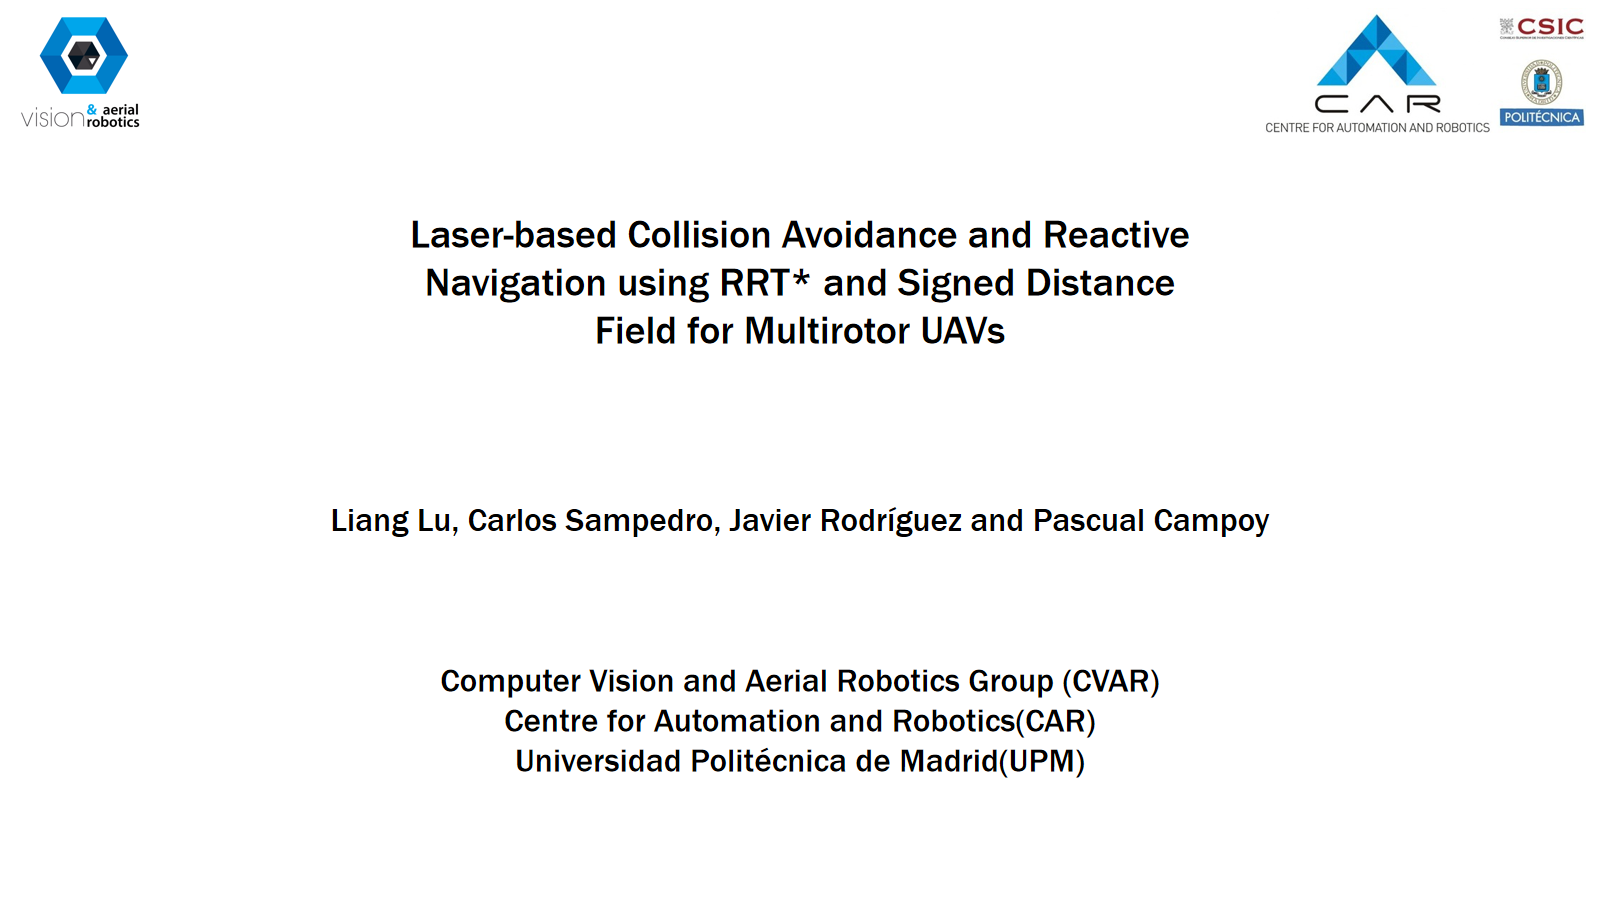 vision & aerial robotics
CAR
CENTRE FOR AUTOMATION AND ROBOTICS
CSIC
POLITÉCNICA
Laser-based Collision Avoidance and Reactive
Navigation using RRT* and Signed Distance
Field for Multirotor UAVs
Liang Lu, Carlos Sampedro, Javier Rodríguez and Pascual Campoy
Computer Vision and Aerial Robotics Group (CVAR)
Centre for Automation and Robotics(CAR)
Universidad Politécnica de Madrid(UPM)